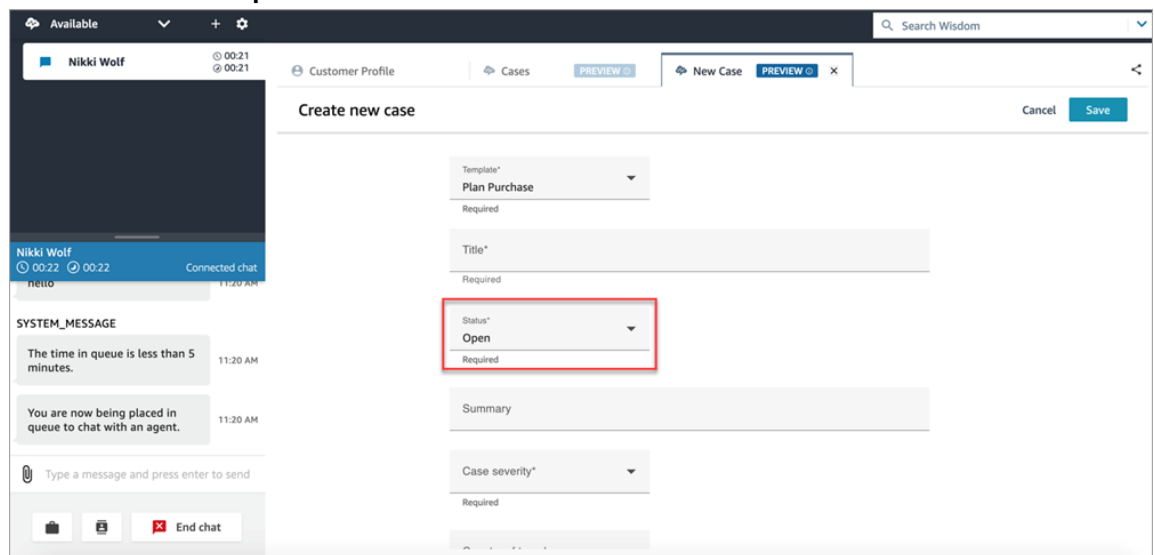 Available
Search Wisdom
Nikki Wolf
00:21
00:21
Customer Profile
Cases
PREVIEW
New Case
PREVIEW
Create new case
Cancel
Save
Template*
Plan Purchase
Required
Title*
Required
Status*
Open
Required
Summary
Case severity*
Required
Nikki Wolf
00:22 00:22 Connected chat
hello 11:20 AM
SYSTEM_MESSAGE
The time in queue is less than 5
minutes.
11:20 AM
You are now being placed in
queue to chat with an agent.
11:20 AM
Type a message and press enter to send
End chat